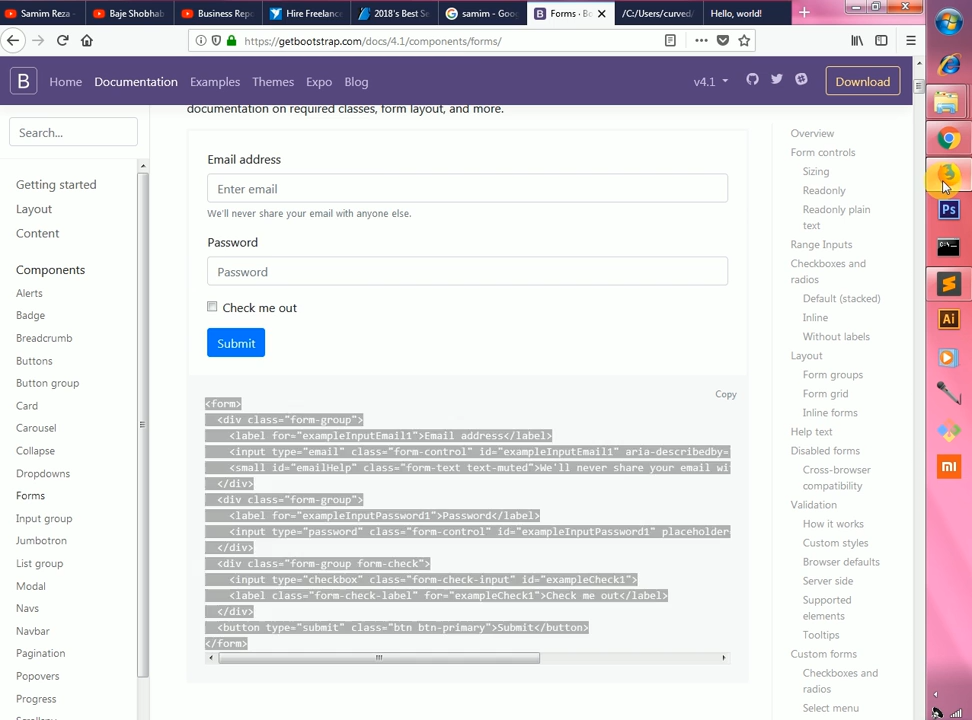 Samim Reza -
Baje Shobhab
Business Repo
Hire Freelanc
2018's Best Se
samim - Goog
Forms · Bo
/C:/Users/curved/
Hello, world!
https://getbootstrap.com/docs/4.1/components/forms/
B
Home
Documentation
Examples
Themes
Expo
Blog
v4.1
Download
documentation on required classes, form layout, and more.
Search...
Getting started
Layout
Content
Components
Alerts
Badge
Breadcrumb
Buttons
Button group
Card
Carousel
Collapse
Dropdowns
Forms
Input group
Jumbotron
List group
Modal
Navs
Navbar
Pagination
Popovers
Progress
Scrollspy
Email address
Enter email
We'll never share your email with anyone else.
Password
Password
Check me out
Submit
Copy
<form>
<div class="form-group">
<label for="exampleInputEmail1">Email address</label>
<input type="email" class="form-control" id="exampleInputEmail1" aria-describedby=
<small id="emailHelp" class="form-text text-muted">We'll never share your email wi
</div>
<div class="form-group">
<label for="exampleInputPassword1">Password</label>
<input type="password" class="form-control" id="exampleInputPassword1" placeholder
</div>
<div class="form-group form-check">
<input type="checkbox" class="form-check-input" id="exampleCheck1">
<label class="form-check-label" for="exampleCheck1">Check me out</label>
</div>
<button type="submit" class="btn btn-primary">Submit</button>
</form>
Overview
Form controls
Sizing
Readonly
Readonly plain
text
Range Inputs
Checkboxes and
radios
Default (stacked)
Inline
Without labels
Layout
Form groups
Form grid
Inline forms
Help text
Disabled forms
Cross-browser
compatibility
Validation
How it works
Custom styles
Browser defaults
Server side
Supported
elements
Tooltips
Custom forms
Checkboxes and
radios
Select menu
Ps
C:\.
Ai
mi